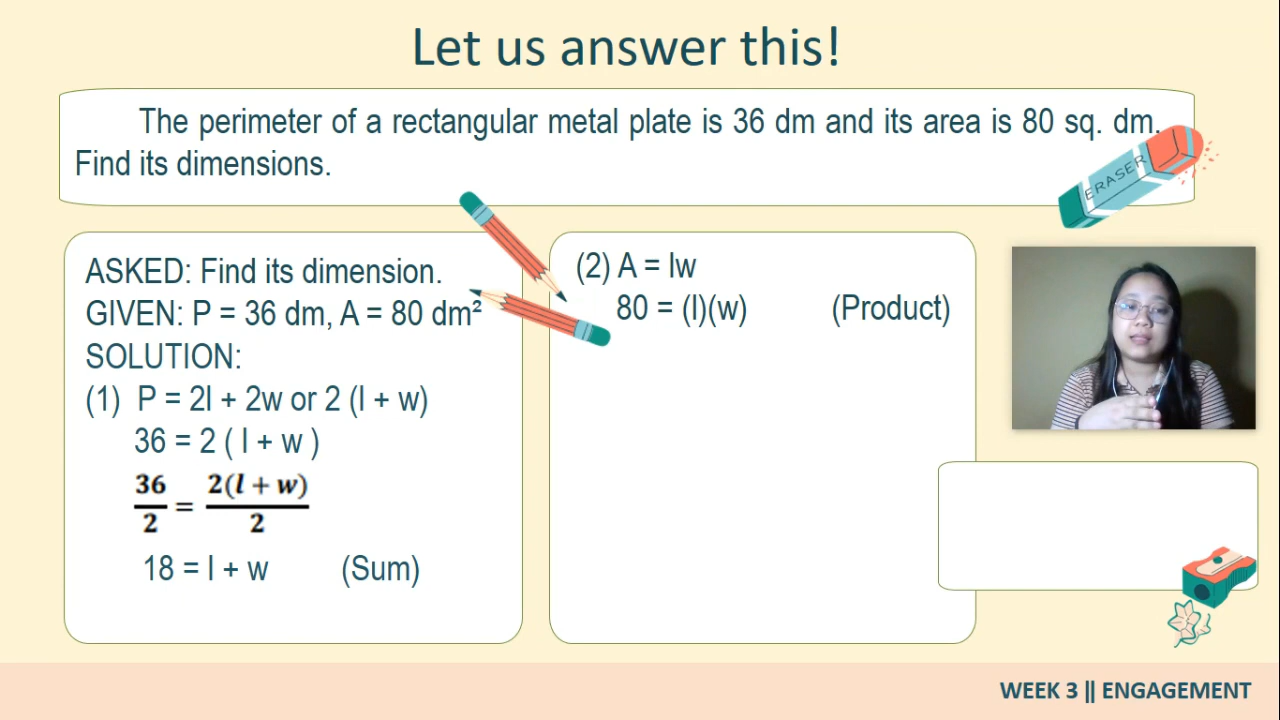 Let us answer this!
The perimeter of a rectangular metal plate is 36 dm and its area is 80 sq. dm.
Find its dimensions.
ERASER
ASKED: Find its dimension.
GIVEN: P = 36 dm, A = 80 dm²
SOLUTION:
(1) P = 2l + 2w or 2 (l + w)
36 = 2 ( l + w )
36/2 = 2(l + w)/2
18 = l + w (Sum)
(2) A = lw
80 = (l)(w) (Product)
WEEK 3 || ENGAGEMENT